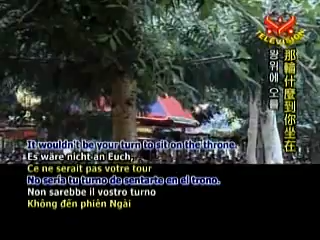 TELEVISION
那輪什麼到你坐在
왕위에 오를
It wouldn't be your turn to sit on the throne.
Es wäre nicht an Euch,
Ce ne serait pas votre tour
No sería tu turno de sentarte en el trono.
Non sarebbe il vostro turno
Không đến phiên Ngài